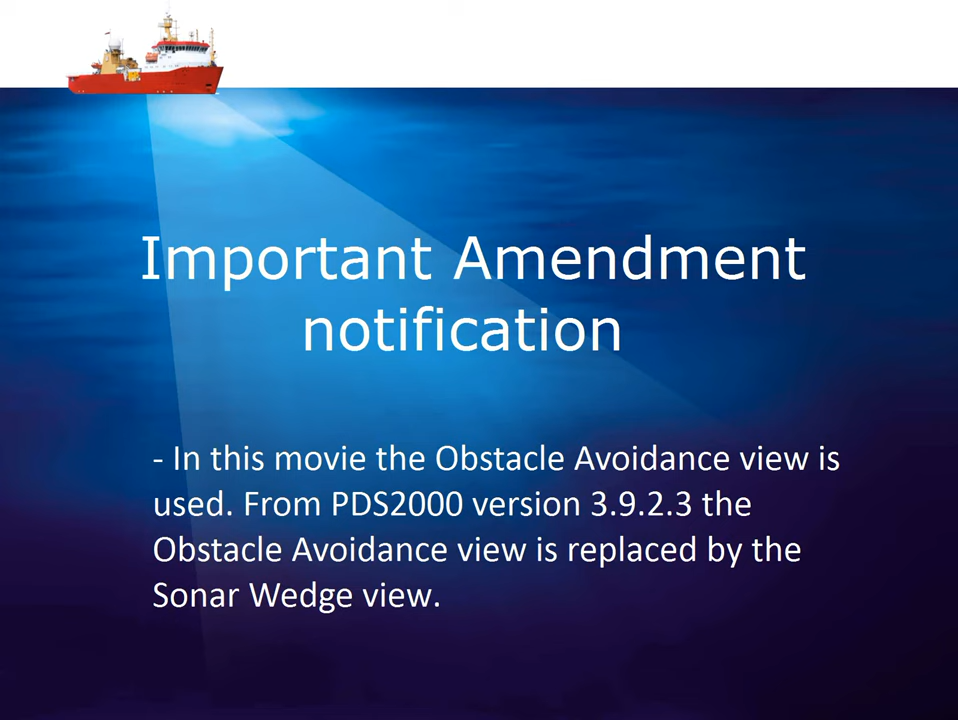 Important Amendment
notification
- In this movie the Obstacle Avoidance view is
used. From PDS2000 version 3.9.2.3 the
Obstacle Avoidance view is replaced by the
Sonar Wedge view.